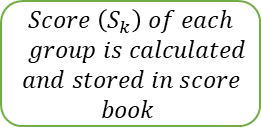 Score (Sₖ) of each
group is calculated
and stored in score
book